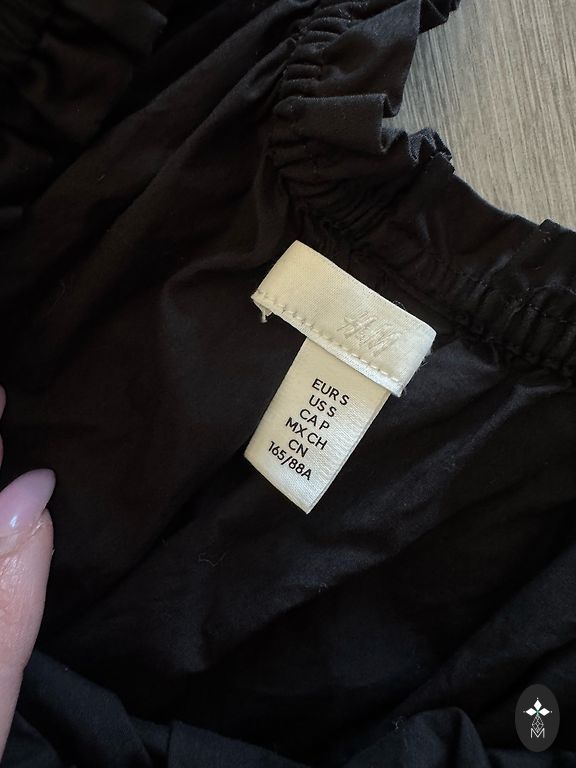 H&M
EUR S
US S
CA P
MX CH
CN
165/88A